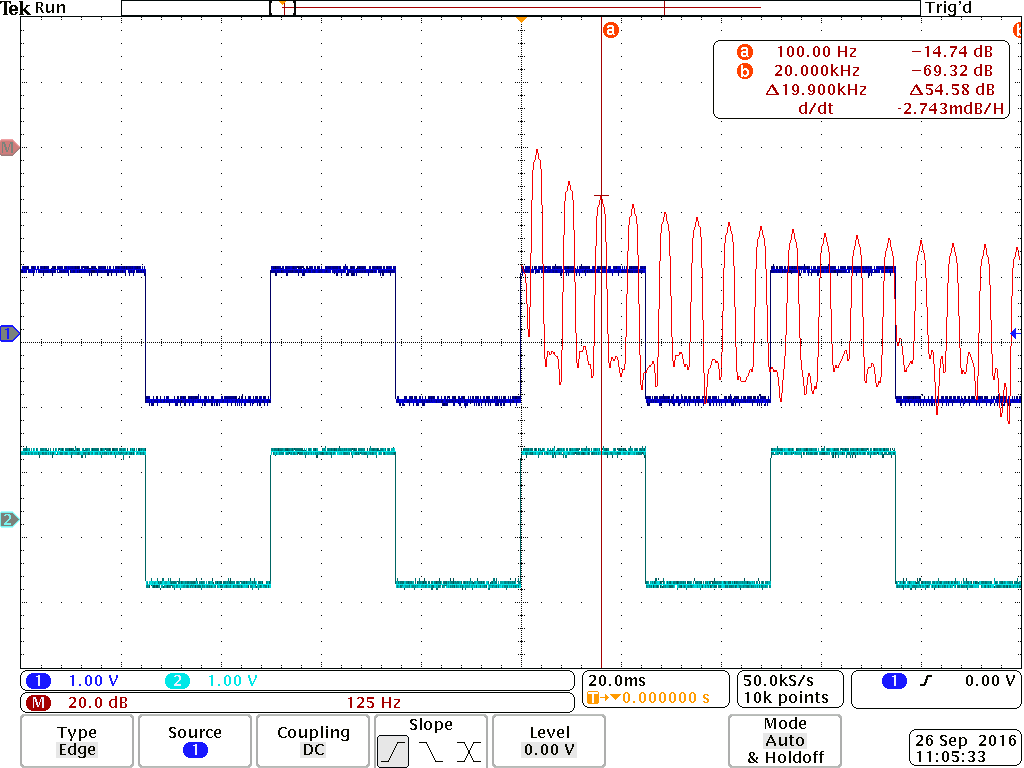 Tek Run Trig'd
a b
a 100.00 Hz −14.74 dB
b 20.000kHz −69.32 dB
Δ19.900kHz Δ54.58 dB
d/dt -2.743mdB/H
M
1
2
1 1.00 V 2 1.00 V
M 20.0 dB 125 Hz
20.0ms
T→▼0.000000 s
50.0kS/s
10k points
1 0.00 V
Type
Edge
Source
1
Coupling
DC
Slope
Level
0.00 V
Mode
Auto
& Holdoff
26 Sep 2016
11:05:33